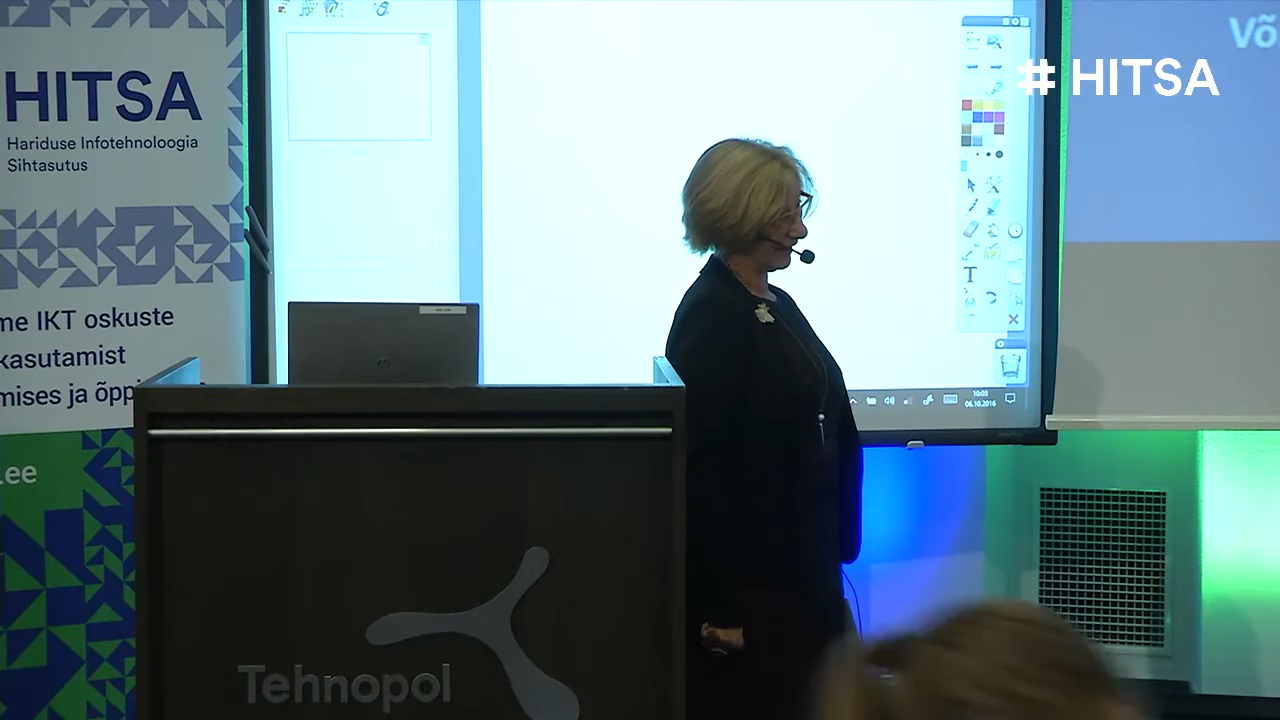 HITSA
Hariduse Infotehnoloogia
Sihtasutus
me IKT oskuste
kasutamist
mises ja õppi
.ee
Tehnopol
T
10:03
06.10.2016
# HITSA
Võ